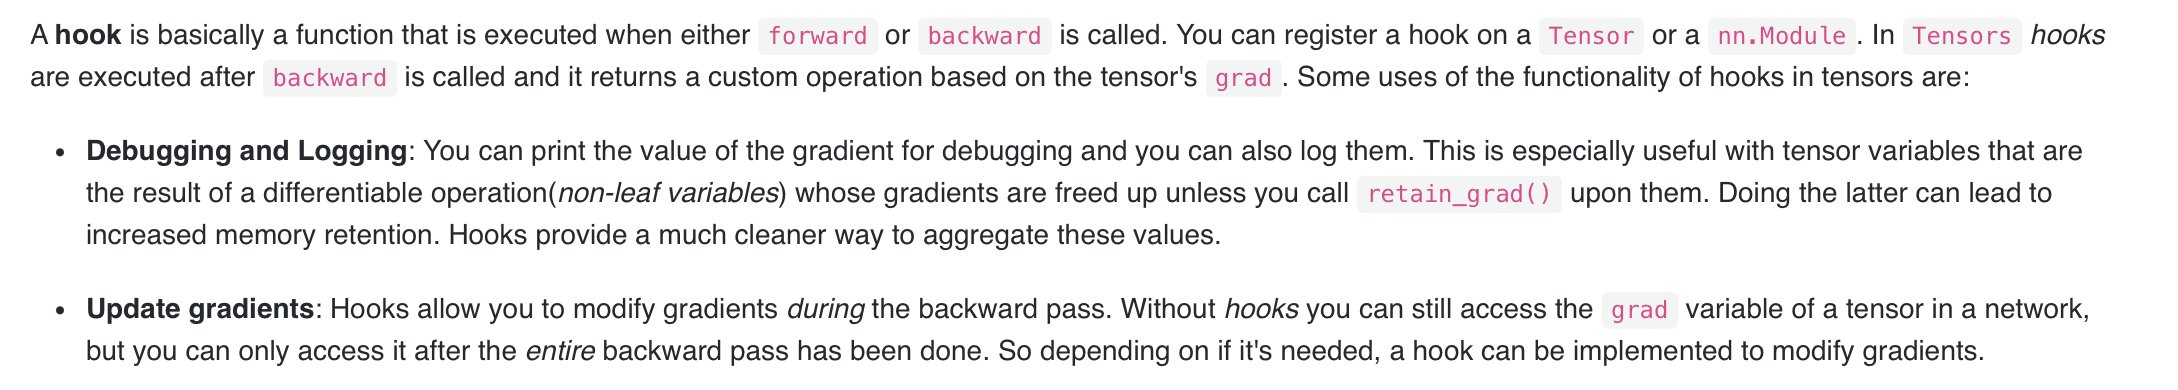 A hook is basically a function that is executed when either forward or backward is called. You can register a hook on a Tensor or a nn.Module . In Tensors hooks
are executed after backward is called and it returns a custom operation based on the tensor's grad . Some uses of the functionality of hooks in tensors are:
• Debugging and Logging: You can print the value of the gradient for debugging and you can also log them. This is especially useful with tensor variables that are
the result of a differentiable operation(non-leaf variables) whose gradients are freed up unless you call retain_grad() upon them. Doing the latter can lead to
increased memory retention. Hooks provide a much cleaner way to aggregate these values.
• Update gradients: Hooks allow you to modify gradients during the backward pass. Without hooks you can still access the grad variable of a tensor in a network,
but you can only access it after the entire backward pass has been done. So depending on if it's needed, a hook can be implemented to modify gradients.